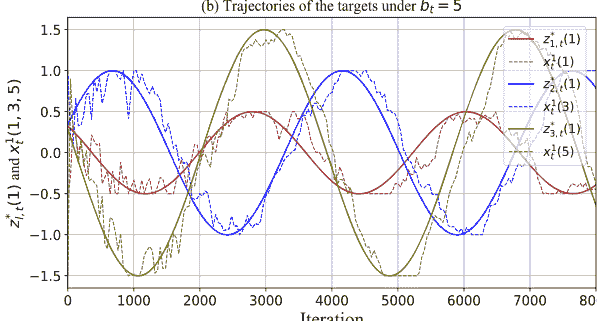 (b) Trajectories of the targets under b_t = 5
z*_{l,t}(1) and x^1_t(1, 3, 5)
1.5
1.0
0.5
0.0
−0.5
−1.0
−1.5
z*_{1,t}(1)
x^1_t(1)
z*_{2,t}(1)
x^1_t(3)
z*_{3,t}(1)
x^1_t(5)
0 1000 2000 3000 4000 5000 6000 7000 8000
Iteration